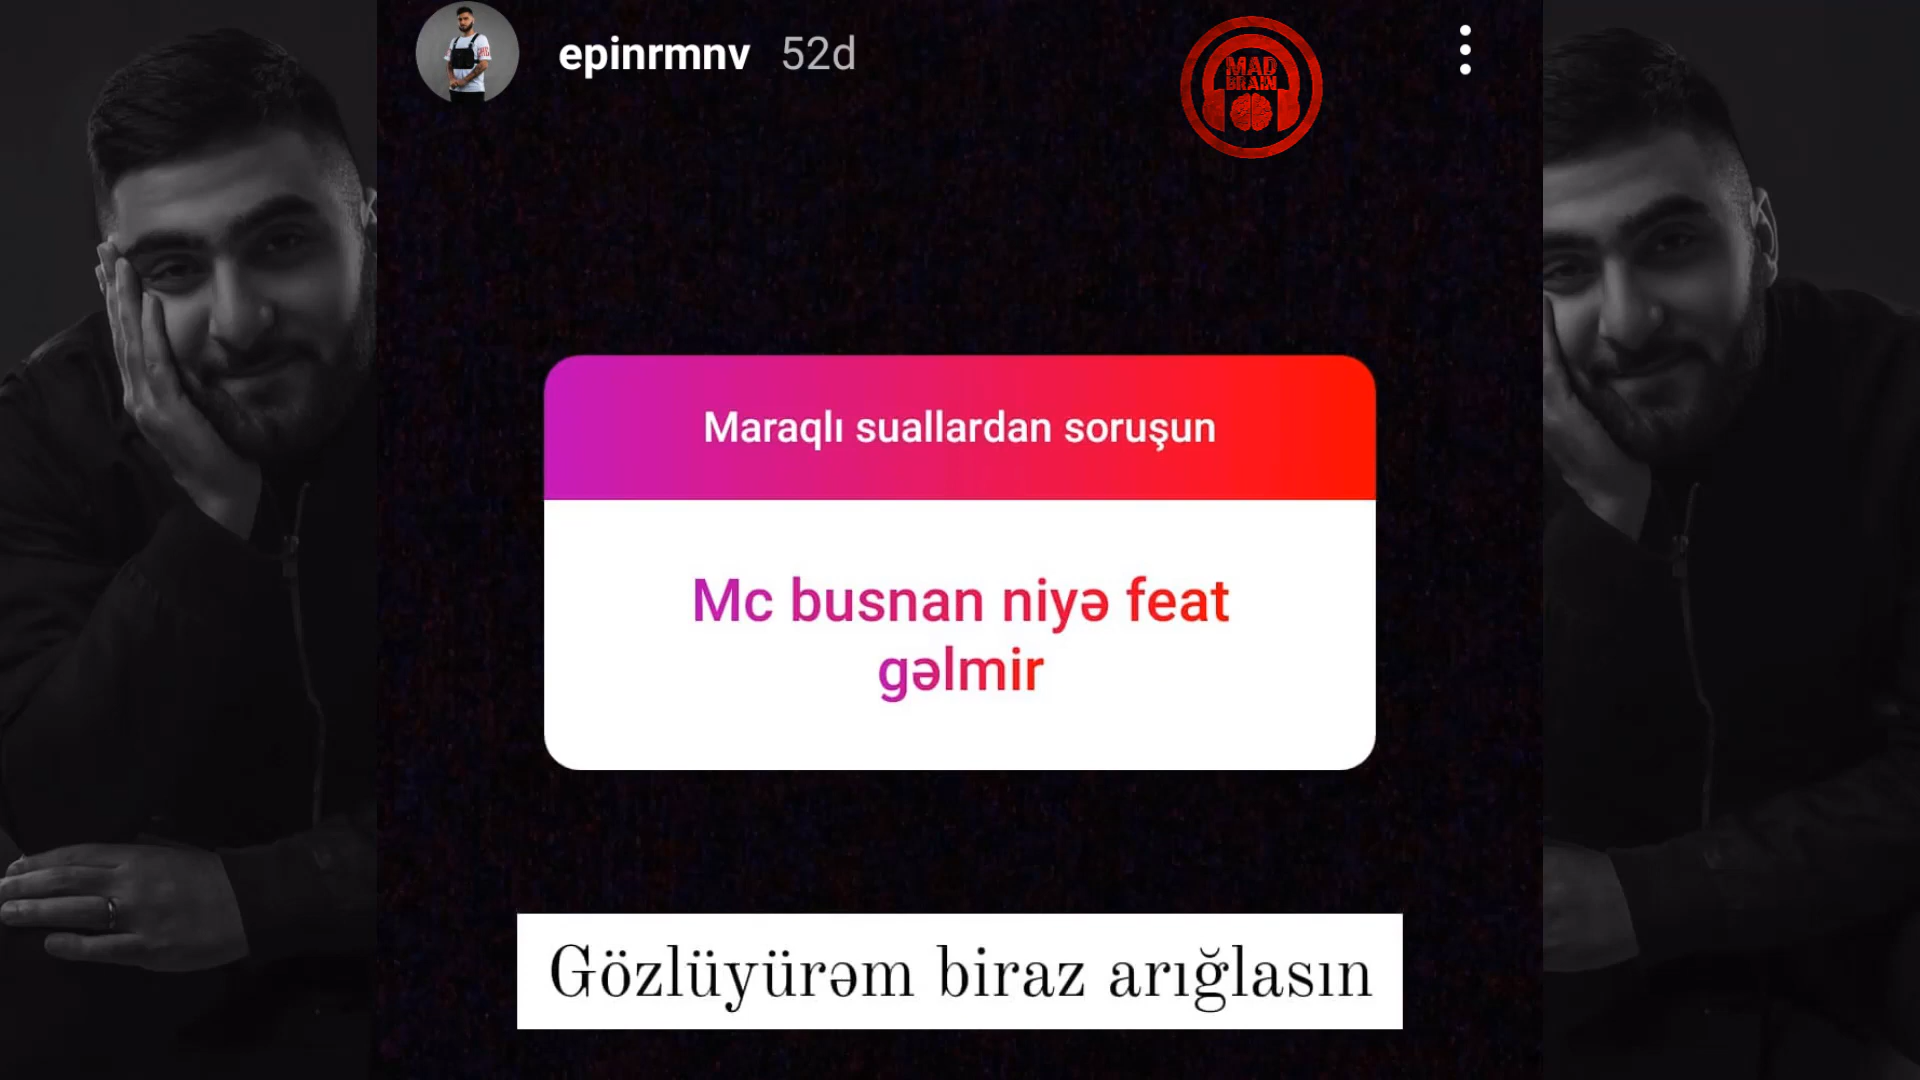 epinrmnv 52d
MAD
BRAIN
Maraqlı suallardan soruşun
Mc busnan niyə feat
gəlmir
Gözlüyürəm biraz arığlasın